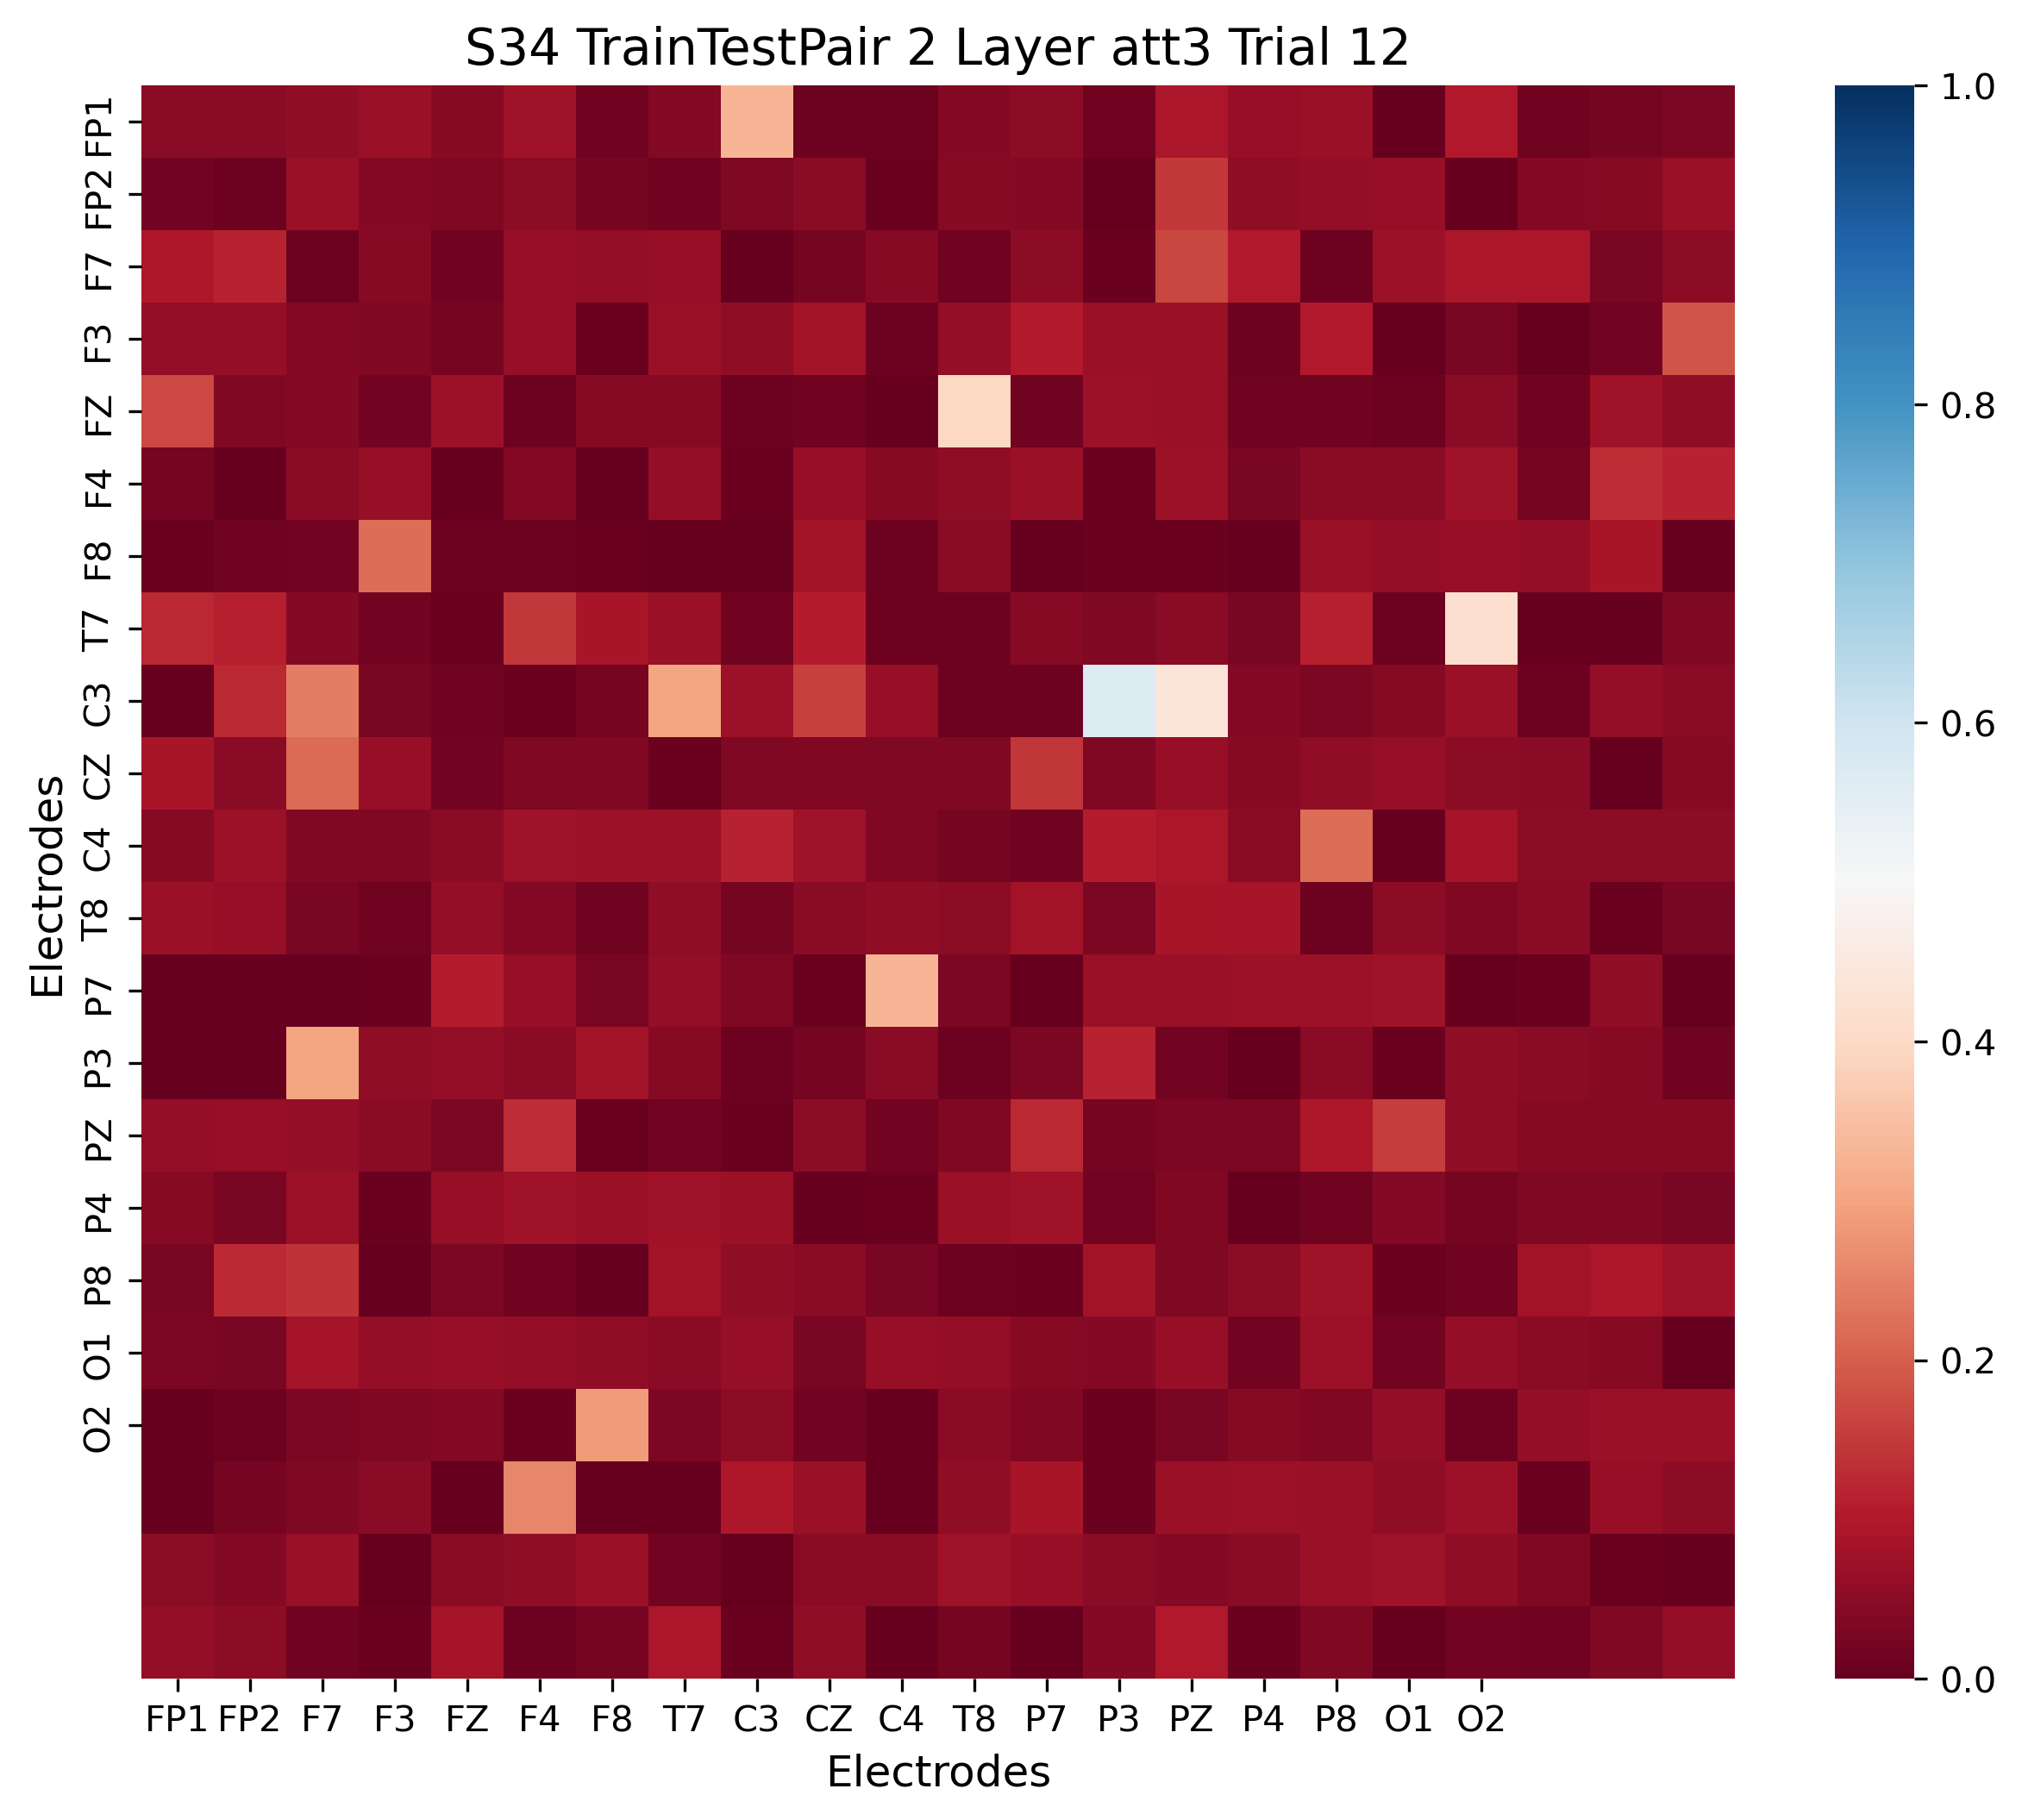 S34 TrainTestPair 2 Layer att3 Trial 12
Electrodes
FP1
FP2
F7
F3
FZ
F4
F8
T7
C3
CZ
C4
T8
P7
P3
PZ
P4
P8
O1
O2
FP1 FP2 F7 F3 FZ F4 F8 T7 C3 CZ C4 T8 P7 P3 PZ P4 P8 O1 O2
Electrodes
1.0
0.8
0.6
0.4
0.2
0.0